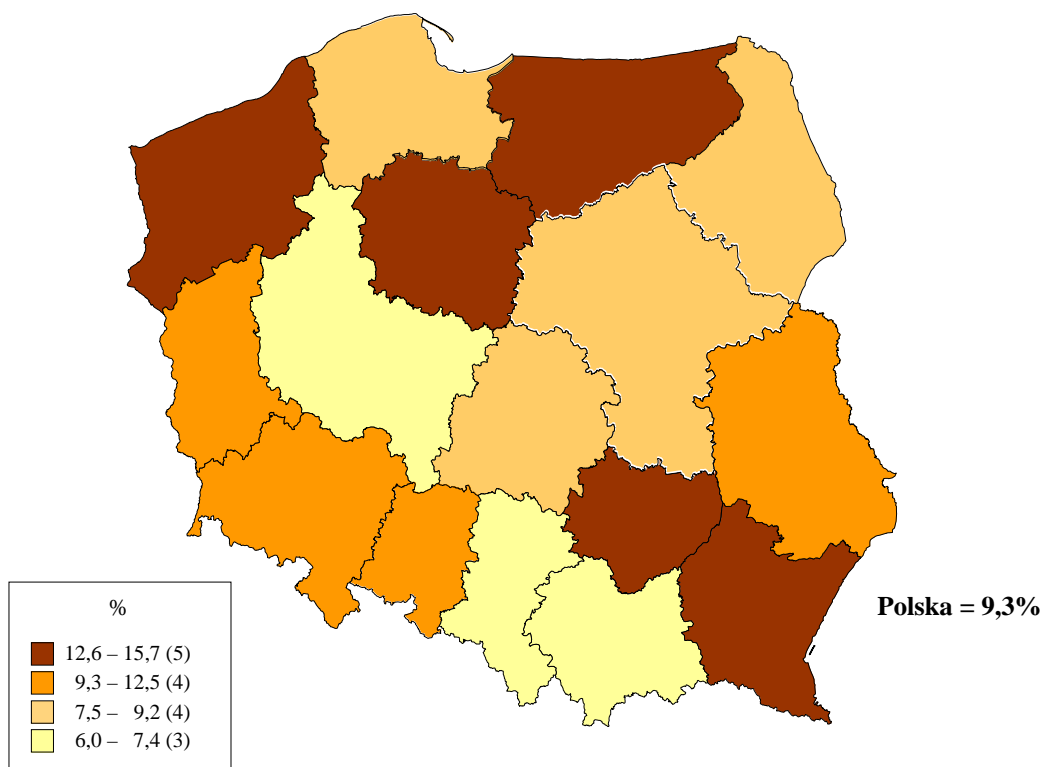 Polska = 9,3%
%
12,6 – 15,7 (5)
9,3 – 12,5 (4)
7,5 – 9,2 (4)
6,0 – 7,4 (3)